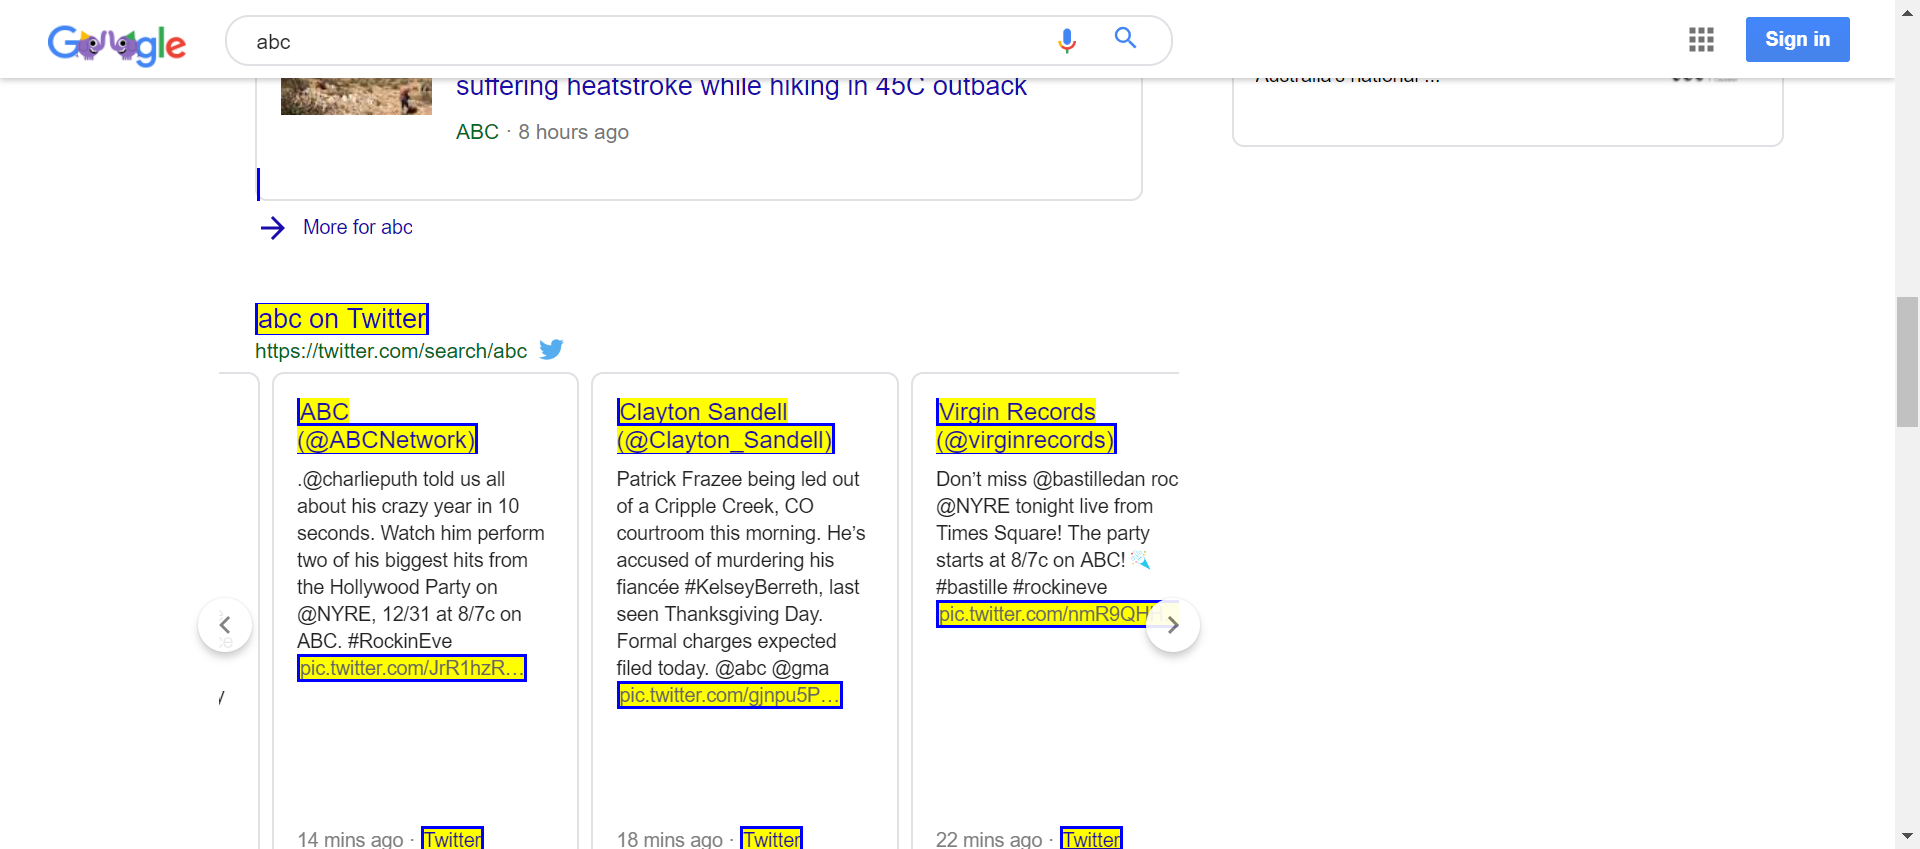 Google
abc
Sign in
suffering heatstroke while hiking in 45C outback
ABC · 8 hours ago
Australia's national ...
More for abc
abc on Twitter
https://twitter.com/search/abc
ABC
(@ABCNetwork)
.@charlieputh told us all
about his crazy year in 10
seconds. Watch him perform
two of his biggest hits from
the Hollywood Party on
@NYRE, 12/31 at 8/7c on
ABC. #RockinEve
pic.twitter.com/JrR1hzR…
14 mins ago · Twitter
Clayton Sandell
(@Clayton_Sandell)
Patrick Frazee being led out
of a Cripple Creek, CO
courtroom this morning. He’s
accused of murdering his
fiancée #KelseyBerreth, last
seen Thanksgiving Day.
Formal charges expected
filed today. @abc @gma
pic.twitter.com/gjnpu5P…
18 mins ago · Twitter
Virgin Records
(@virginrecords)
Don’t miss @bastilledan roc
@NYRE tonight live from
Times Square! The party
starts at 8/7c on ABC!
#bastille #rockineve
pic.twitter.com/nmR9QH
22 mins ago · Twitter